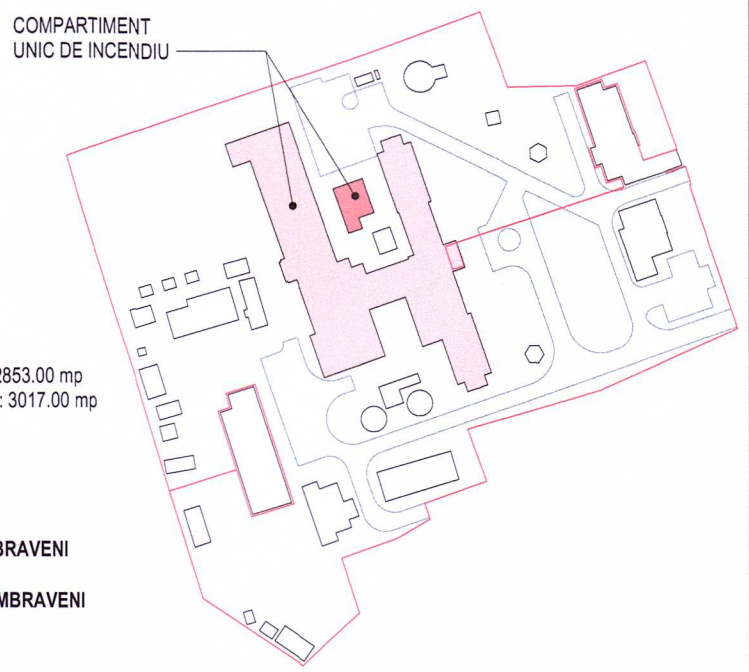 COMPARTIMENT
UNIC DE INCENDIU
2853.00 mp
: 3017.00 mp
BRAVENI
MBRAVENI